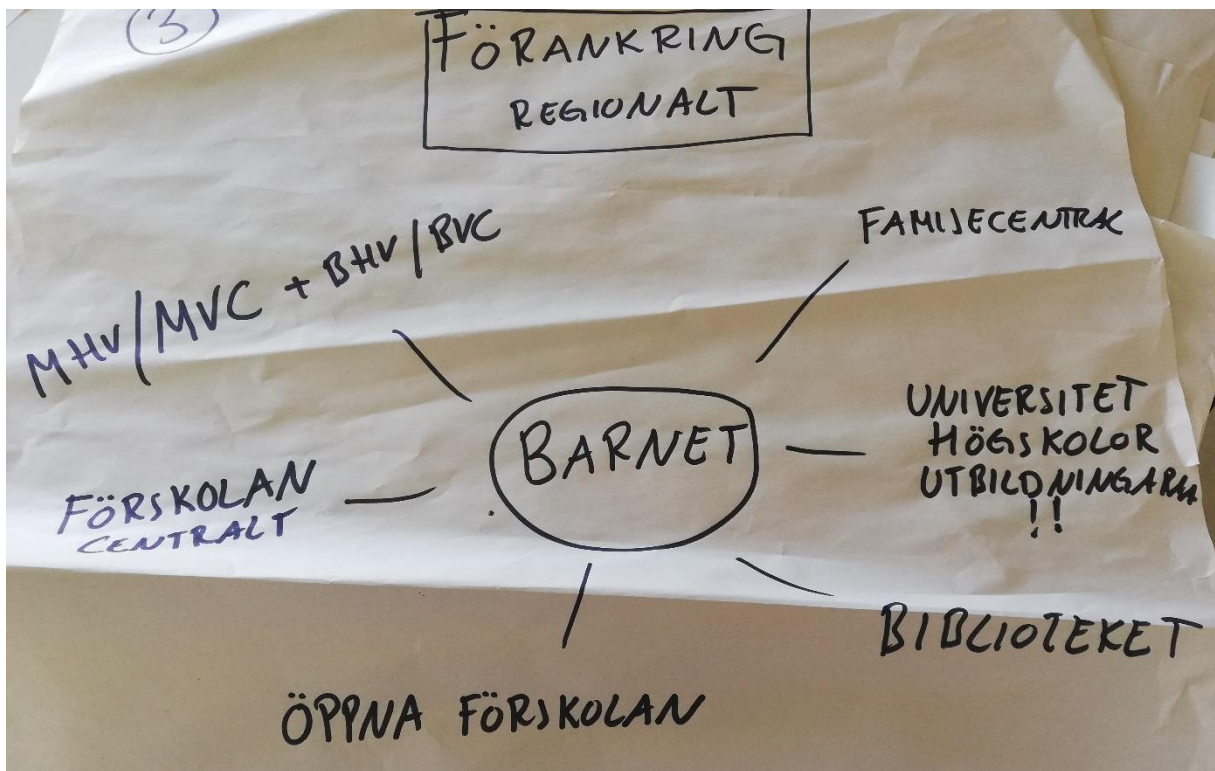 3
FÖRANKRING
REGIONALT
FAMIJECENTRAL
MHV/MVC + BHV/BVC
BARNET
UNIVERSITET
HÖGSKOLOR
UTBILDNINGARNA
!!
FÖRSKOLAN
CENTRALT
BIBLIOTEKET
ÖPPNA FÖRSKOLAN